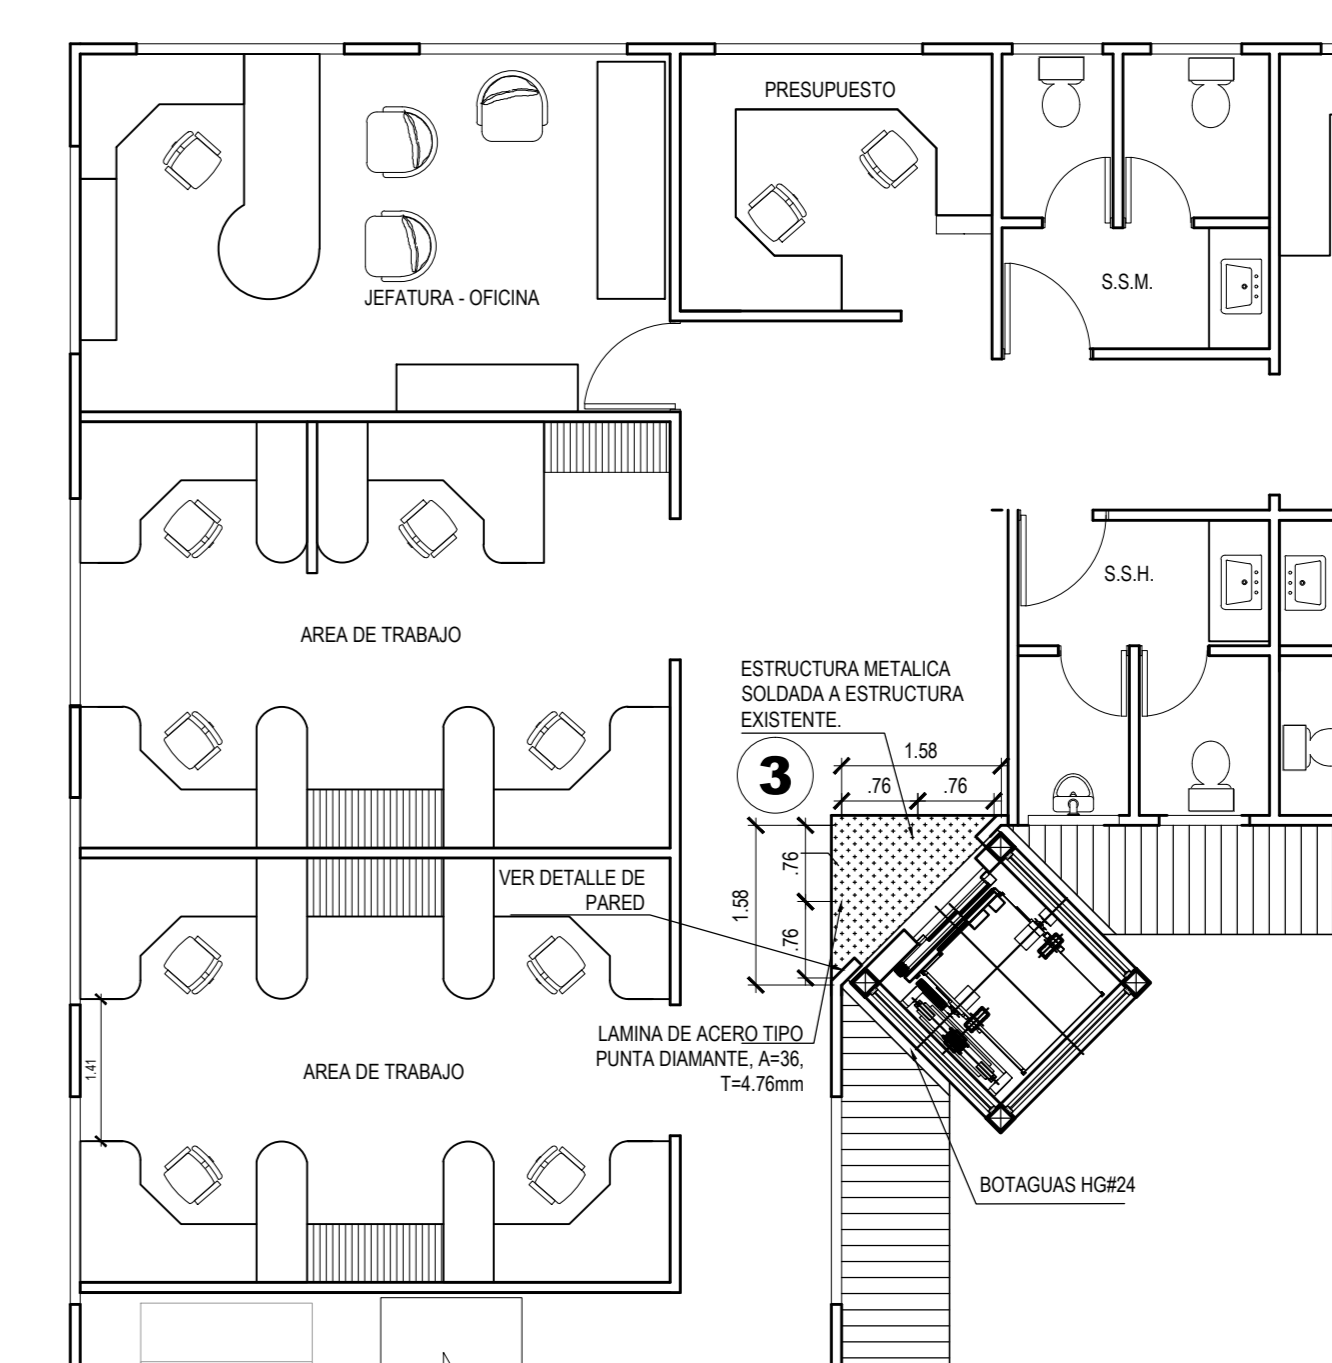 PRESUPUESTO
S.S.M.
JEFATURA - OFICINA
S.S.H.
AREA DE TRABAJO
ESTRUCTURA METALICA
SOLDADA A ESTRUCTURA
EXISTENTE.
3
1.58
.76
.76
1.58
.76
.76
VER DETALLE DE
PARED
LAMINA DE ACERO TIPO
PUNTA DIAMANTE, A=36,
T=4.76mm
AREA DE TRABAJO
1.41
BOTAGUAS HG#24